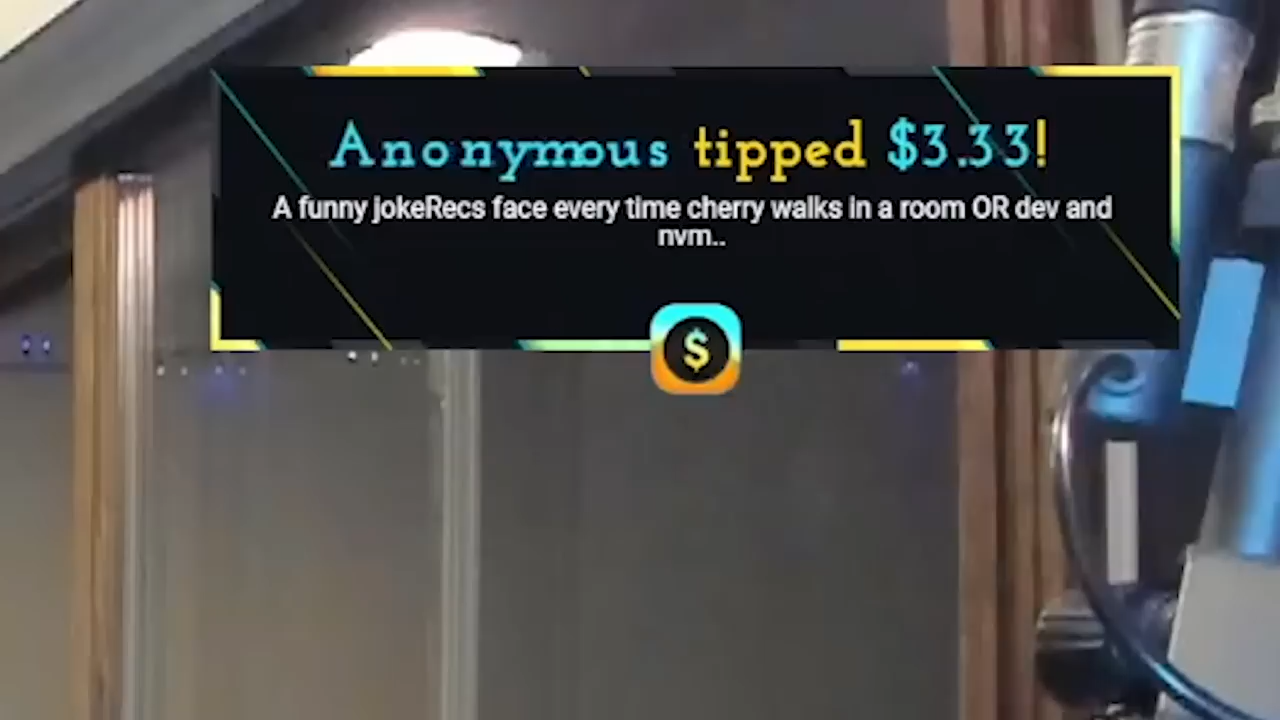 Anonymous tipped $3.33!
A funny jokeRecs face every time cherry walks in a room OR dev and
nvm..
$